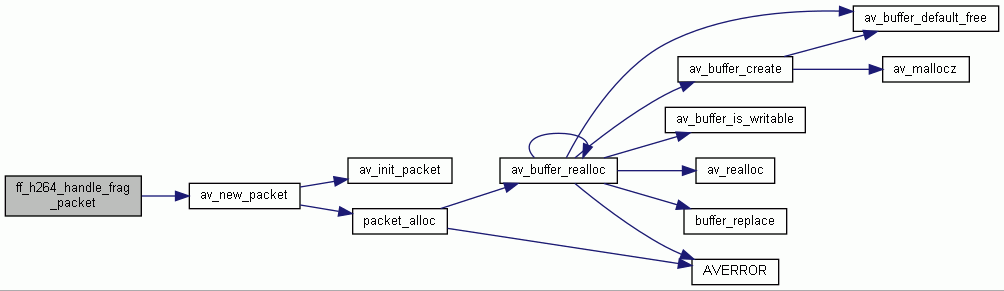 av_buffer_default_free
av_buffer_create
av_mallocz
av_buffer_is_writable
av_init_packet
av_buffer_realloc
av_realloc
ff_h264_handle_frag
_packet
av_new_packet
packet_alloc
buffer_replace
AVERROR